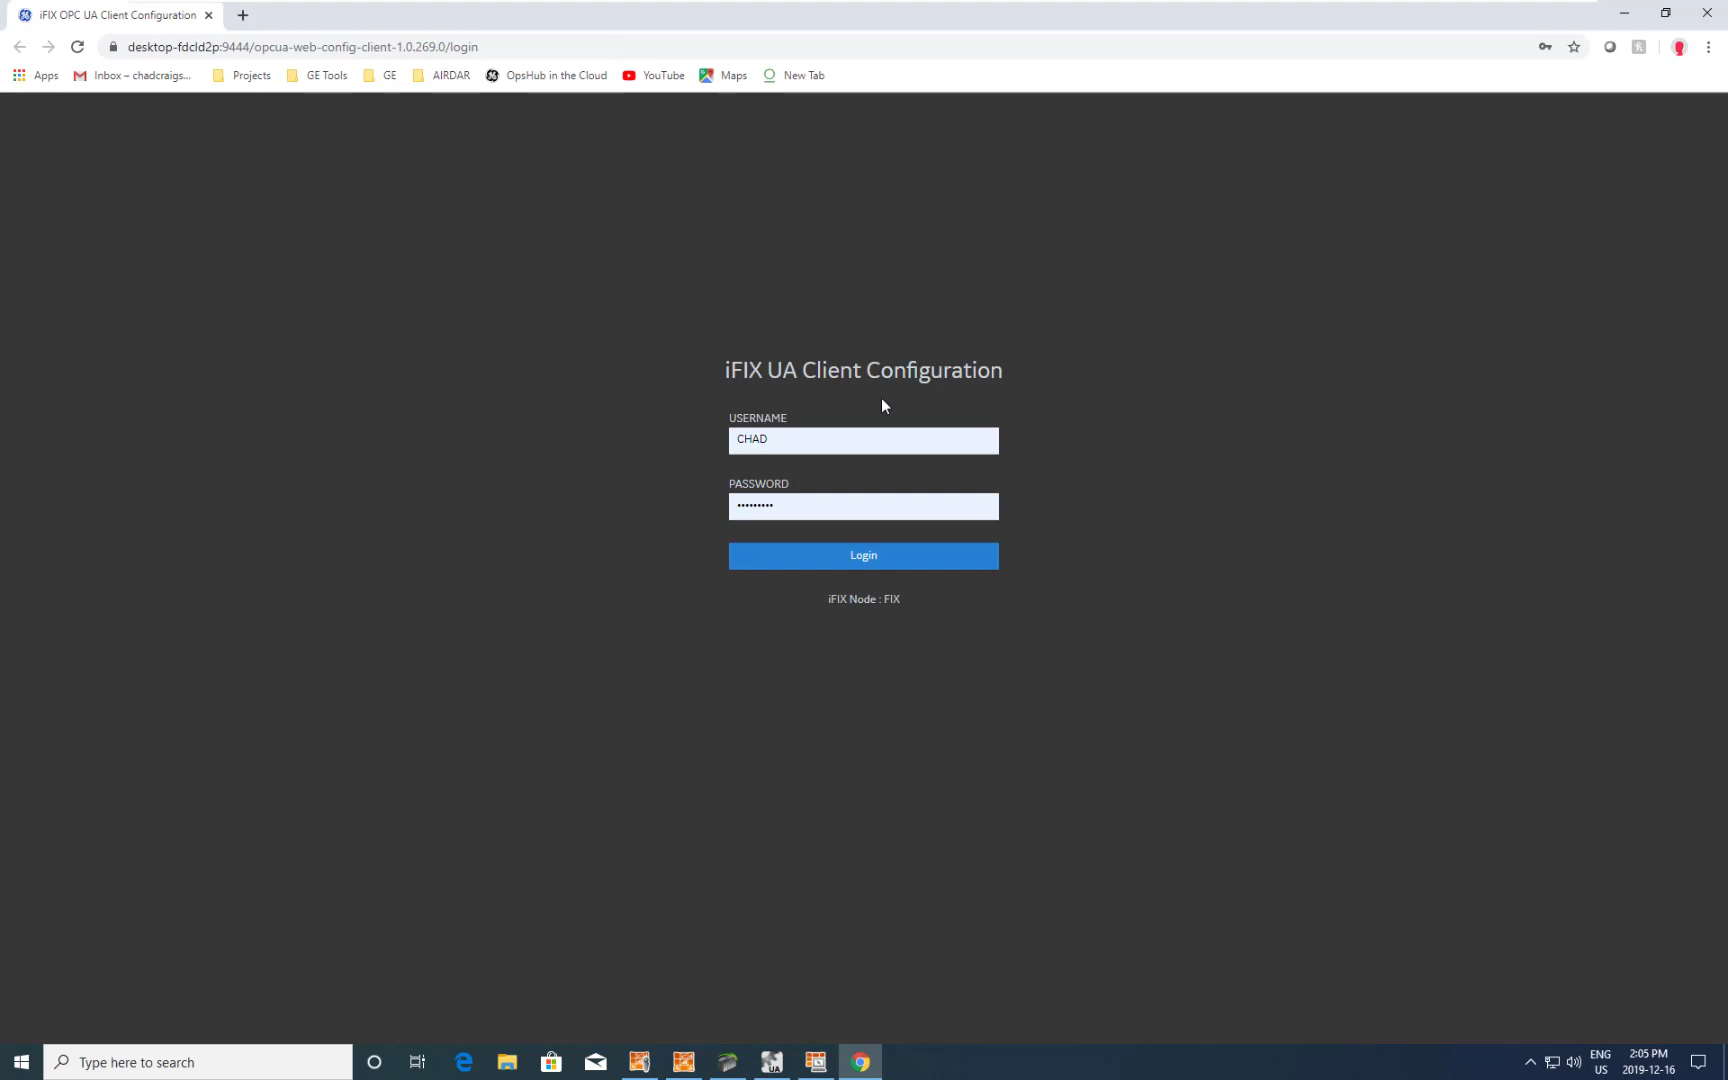 iFIX OPC UA Client Configuration
desktop-fdcld2p:9444/opcua-web-config-client-1.0.269.0/login
Apps Inbox – chadcraigs... Projects GE Tools GE AIRDAR OpsHub in the Cloud YouTube Maps New Tab
iFIX UA Client Configuration
USERNAME
CHAD
PASSWORD
•••••••••
Login
iFIX Node : FIX
Type here to search
UA
ENG
US
2:05 PM
2019-12-16